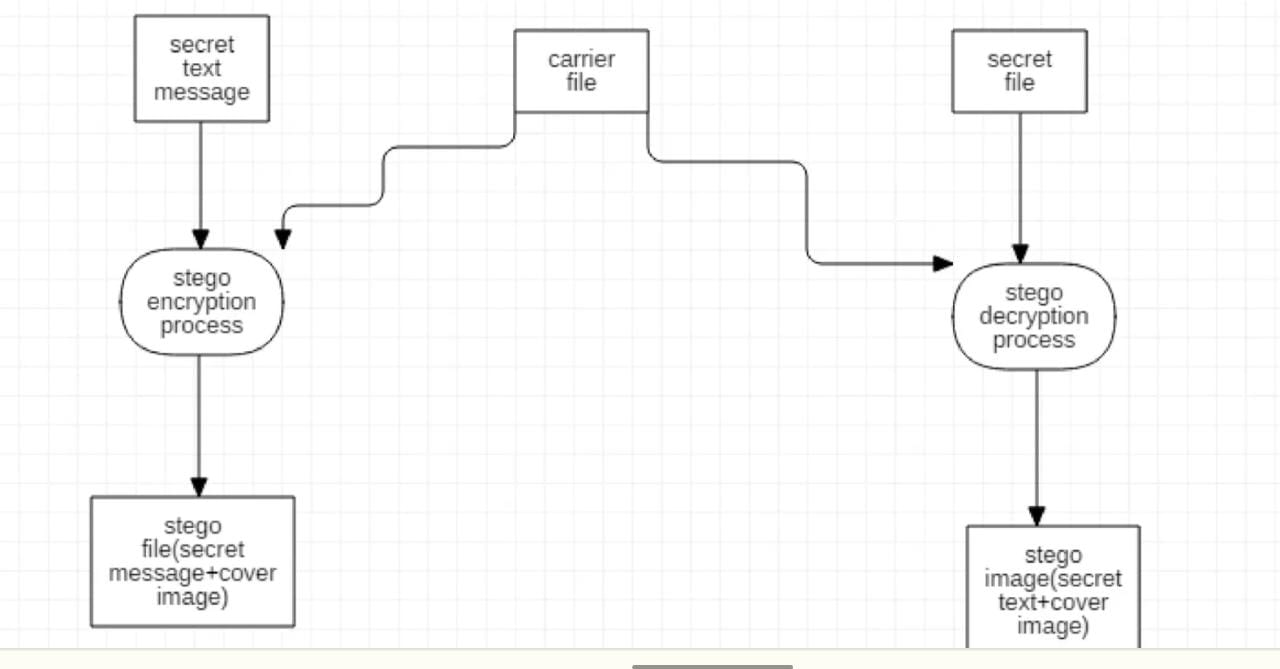 secret
text
message
carrier
file
secret
file
stego
encryption
process
stego
decryption
process
stego
file(secret
message+cover
image)
stego
image(secret
text+cover
image)